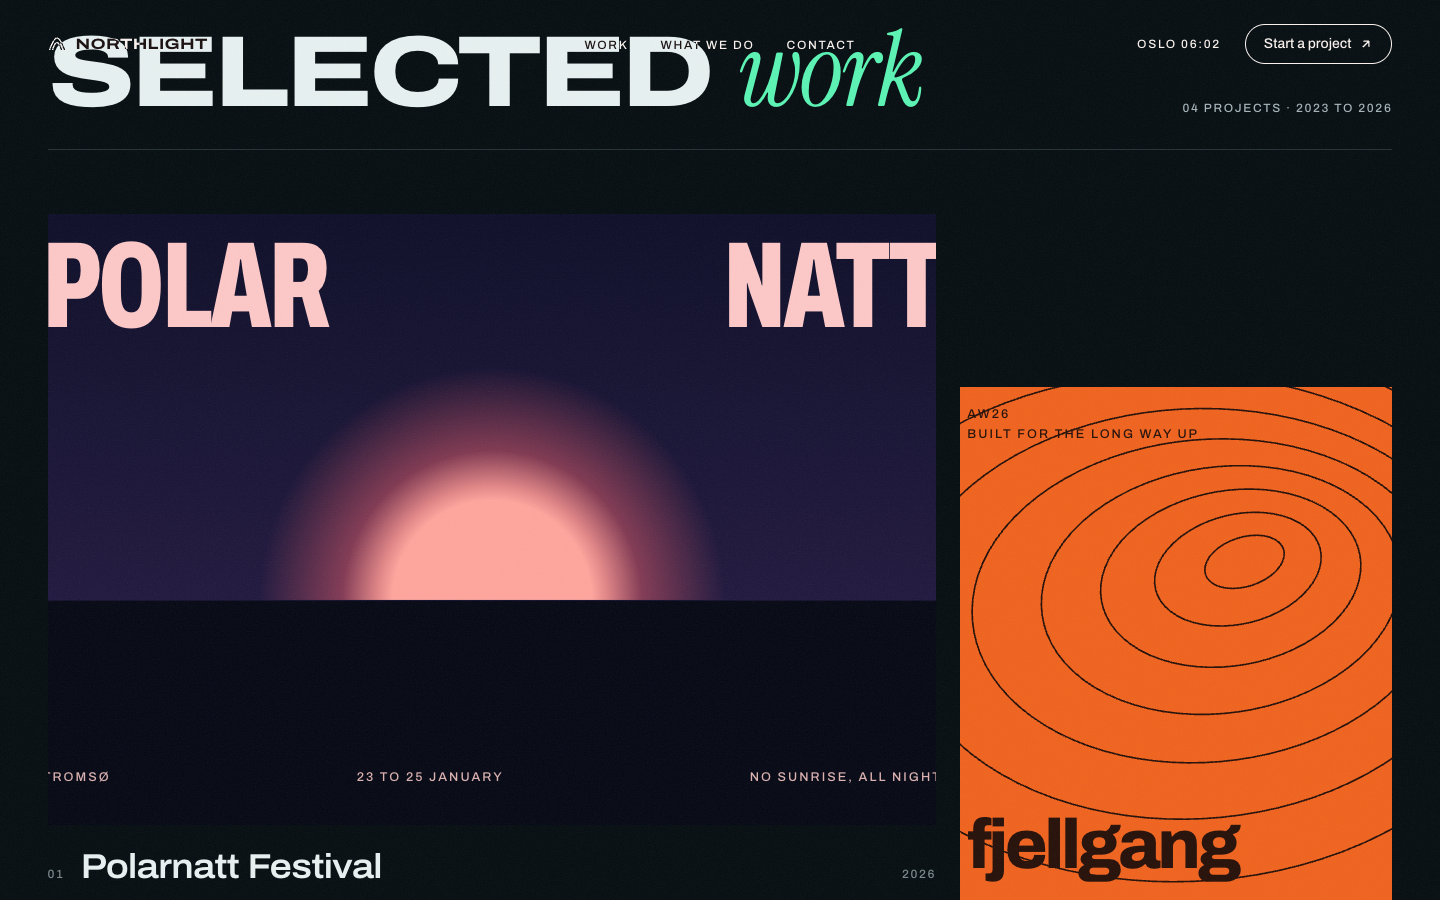 NORTHLIGHT
WORK WHAT WE DO CONTACT
OSLO 06:02
Start a project
SELECTED work
04 PROJECTS · 2023 TO 2026
POLAR NATT
AW26
BUILT FOR THE LONG WAY UP
TROMSØ 23 TO 25 JANUARY NO SUNRISE, ALL NIGHT
fjellgang
01 Polarnatt Festival 2026